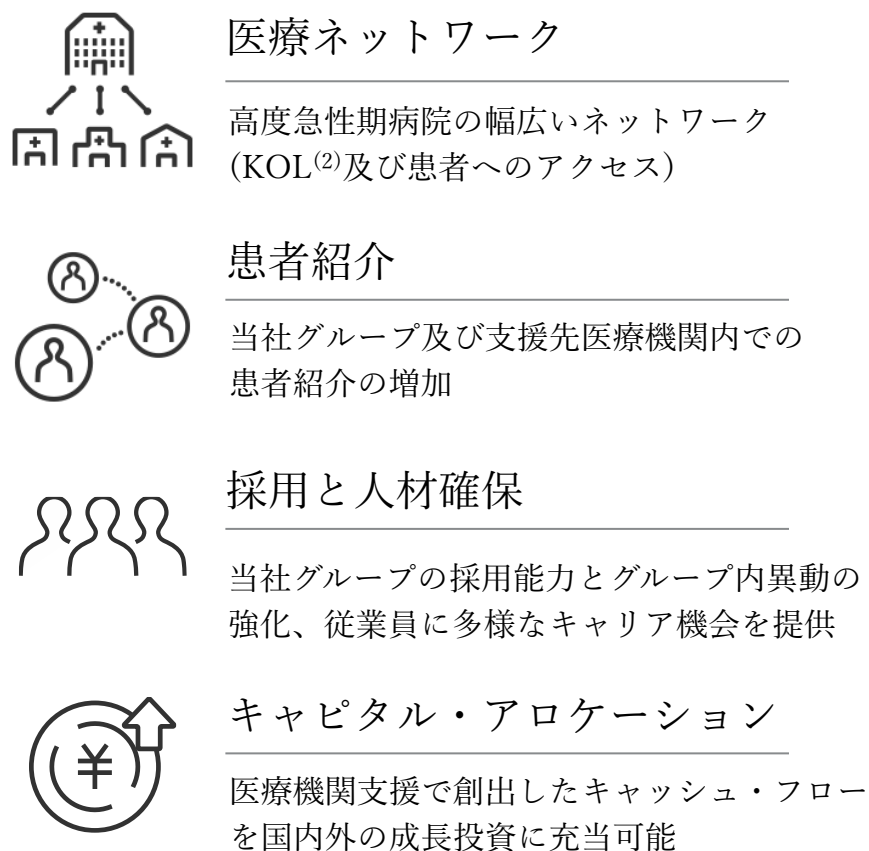 医療ネットワーク
高度急性期病院の幅広いネットワーク
(KOL(2)及び患者へのアクセス)
患者紹介
当社グループ及び支援先医療機関内での
患者紹介の増加
採用と人材確保
当社グループの採用能力とグループ内異動の
強化、従業員に多様なキャリア機会を提供
¥
キャピタル・アロケーション
医療機関支援で創出したキャッシュ・フロー
を国内外の成長投資に充当可能